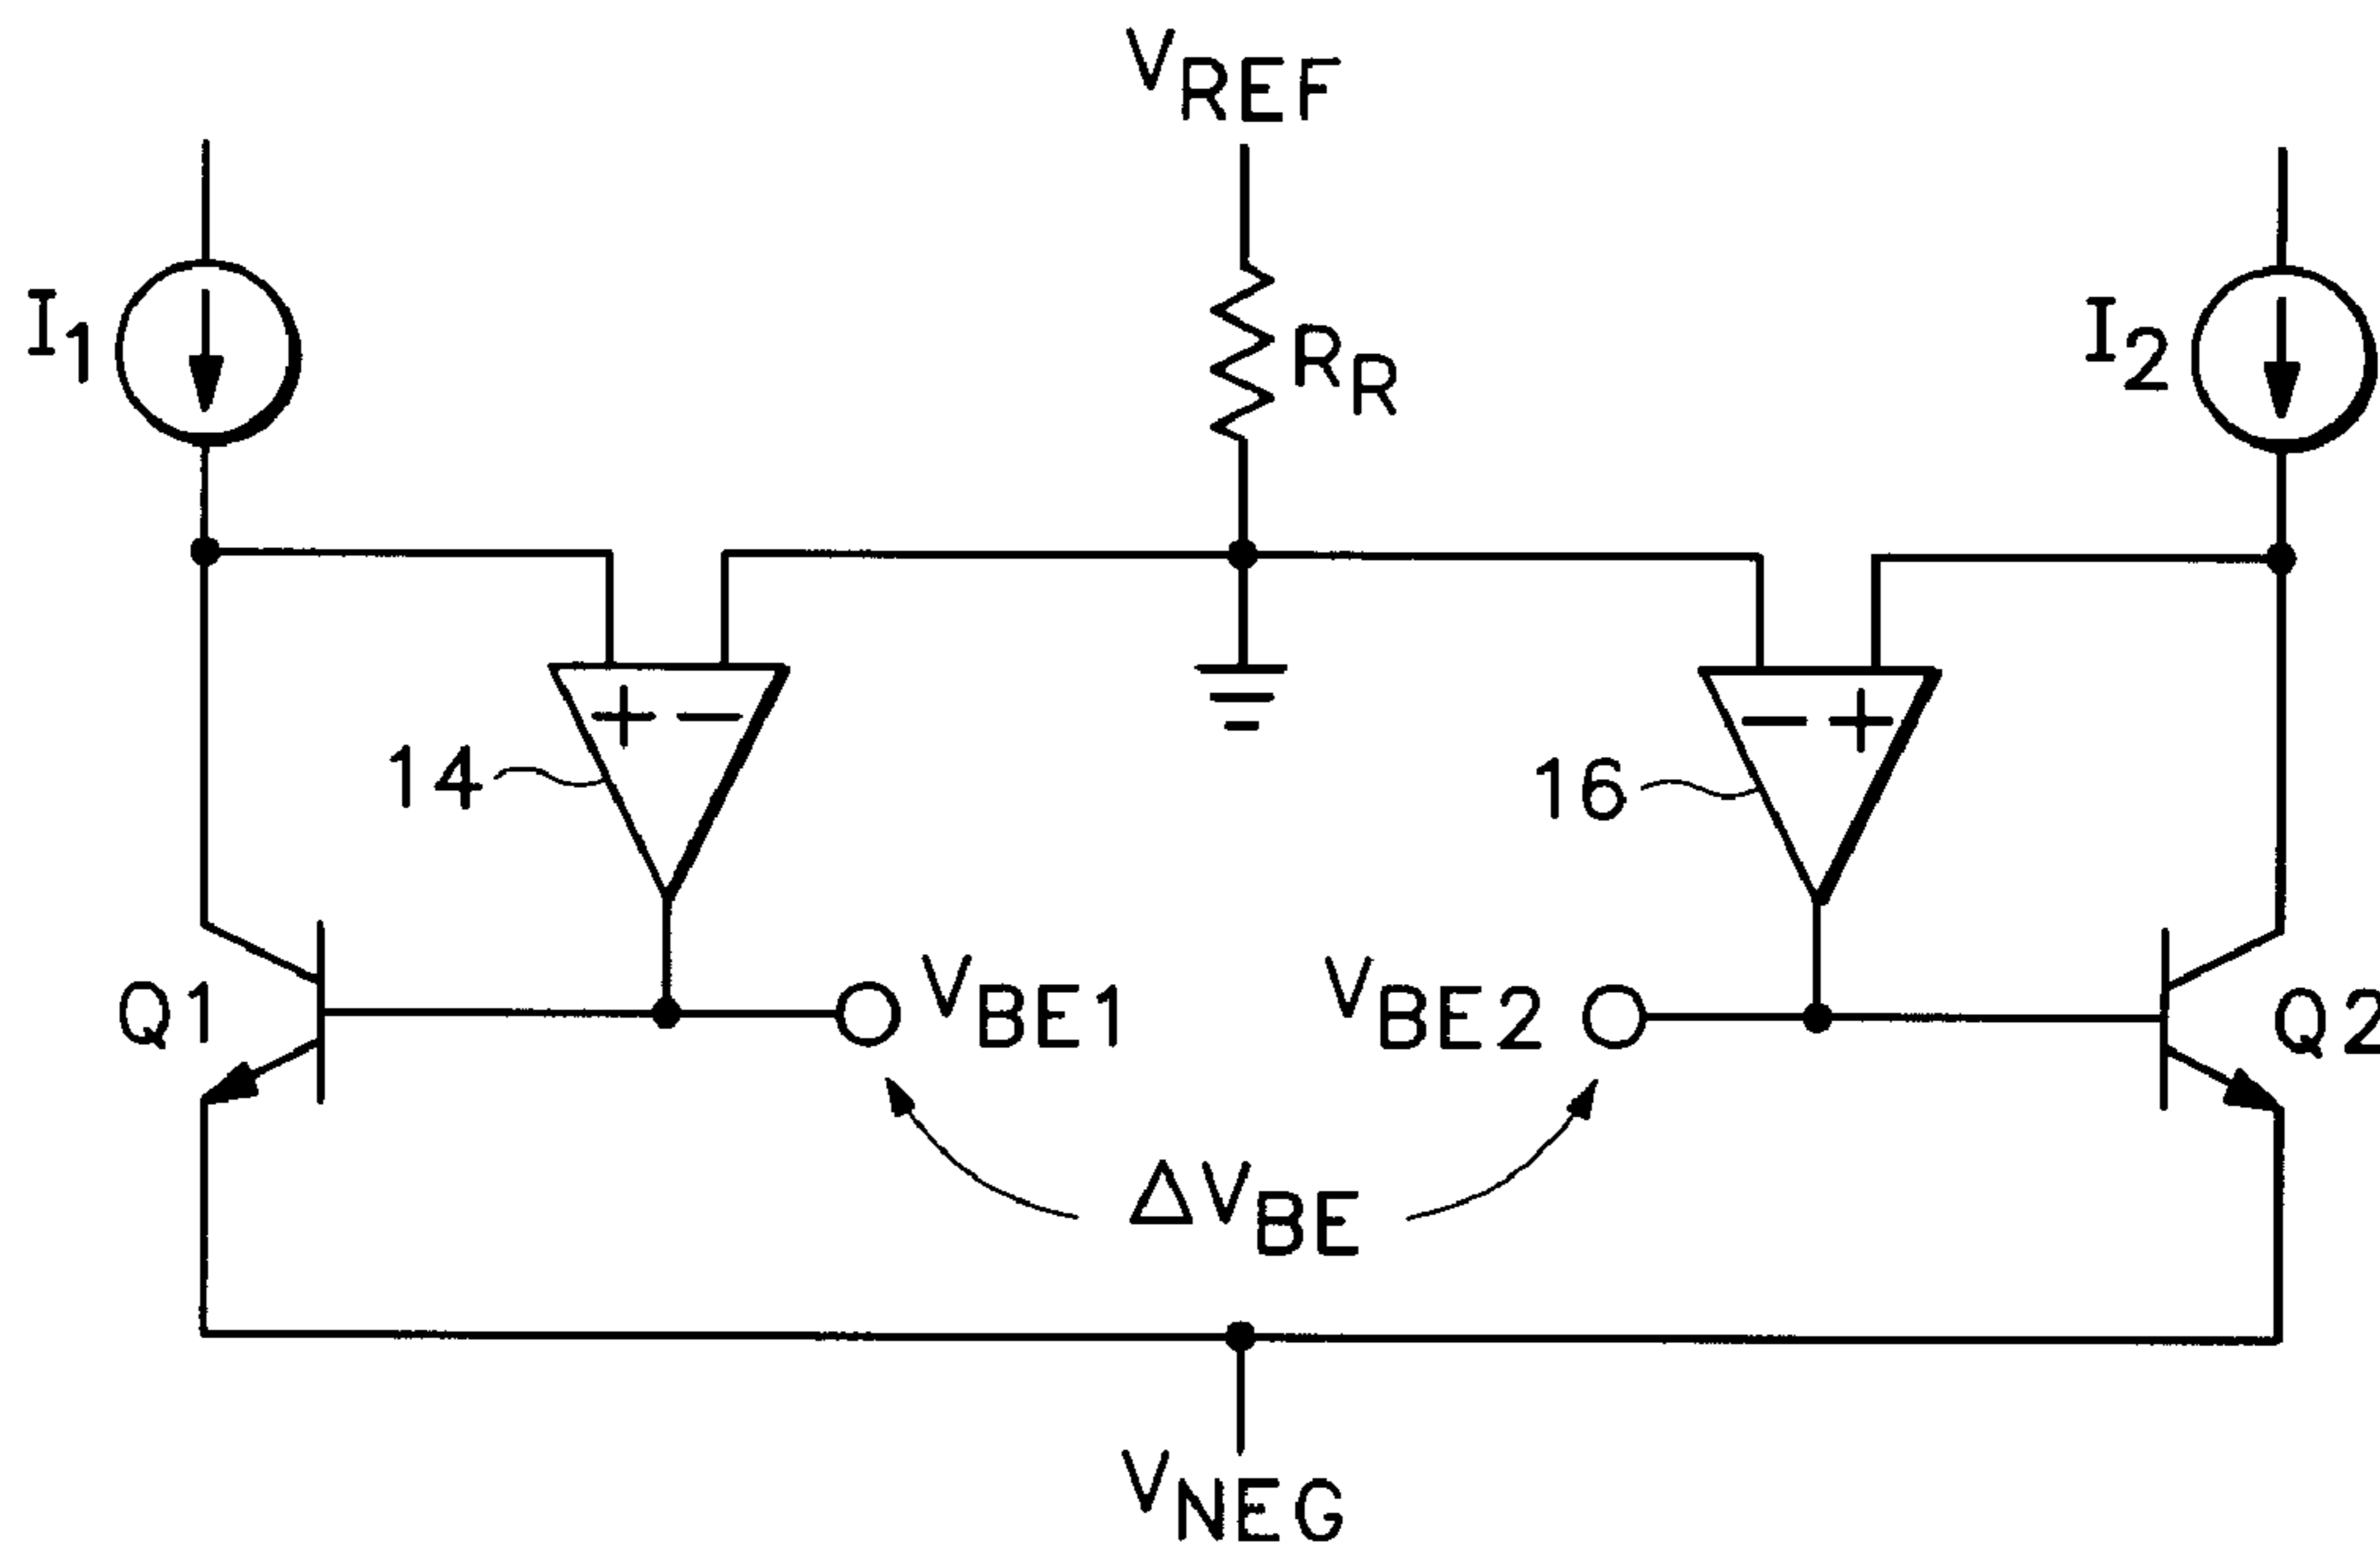 VREF
I1
RR
I2
+ −
− +
14
16
Q1
VBE1
VBE2
Q2
ΔVBE
VNEG